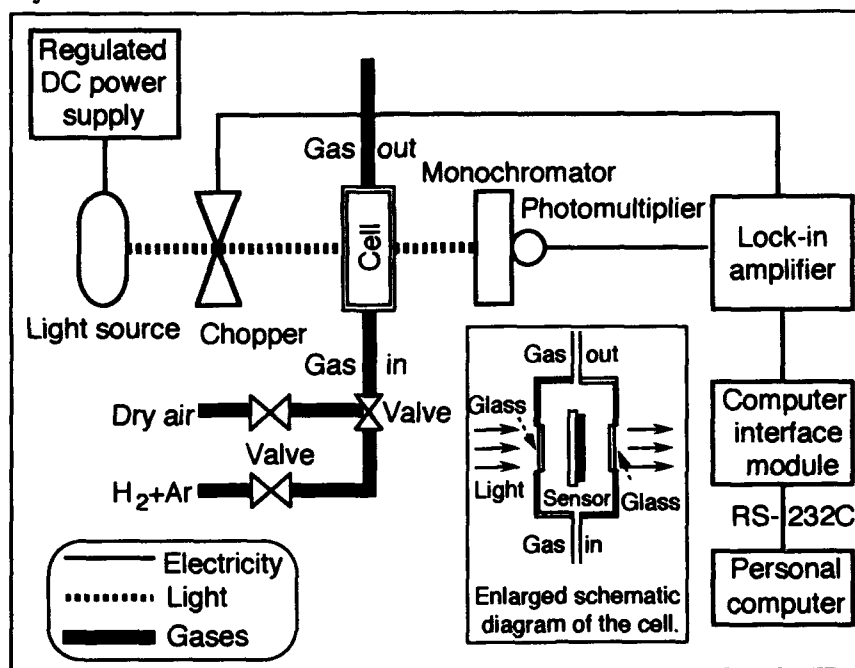 Regulated
DC power
supply
Gas out
Monochromator
Photomultiplier
Cell
Lock-in
amplifier
Light source
Chopper
Gas in
Dry air
Valve
Valve
H2+Ar
Gas out
Glass
Light
Sensor
Glass
Gas in
Enlarged schematic
diagram of the cell.
Computer
interface
module
RS-232C
Personal
computer
Electricity
Light
Gases